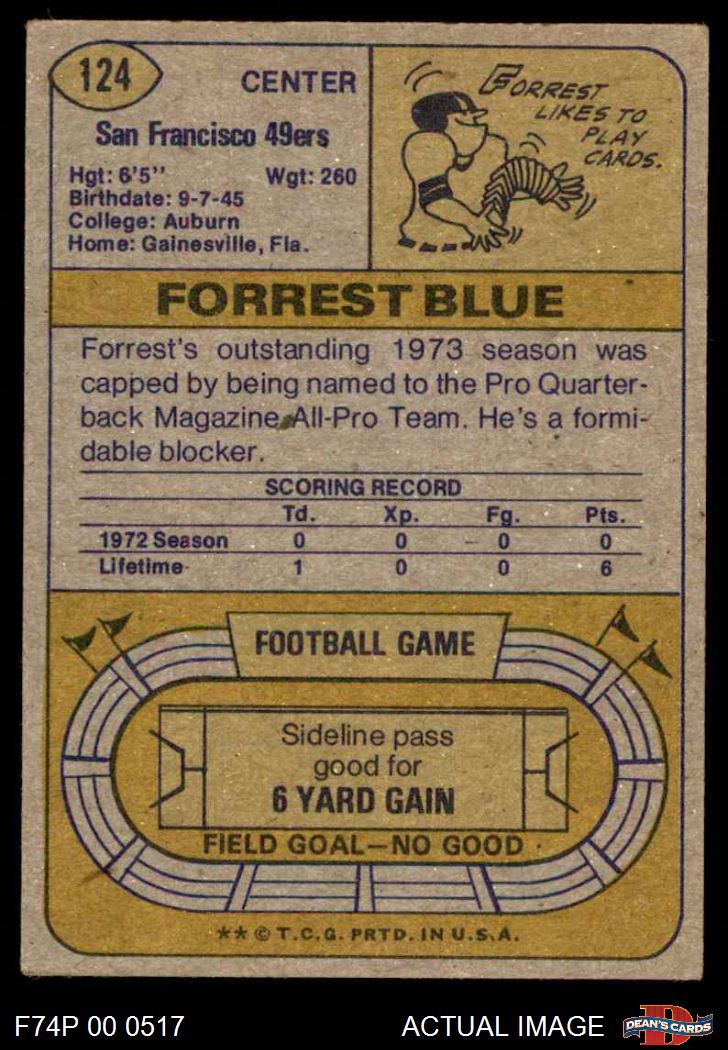 124
CENTER
San Francisco 49ers
Hgt: 6'5'' Wgt: 260
Birthdate: 9-7-45
College: Auburn
Home: Gainesville, Fla.
FORREST
LIKES TO
PLAY
CARDS.
FORREST BLUE
Forrest's outstanding 1973 season was
capped by being named to the Pro Quarter-
back Magazine All-Pro Team. He's a formi-
dable blocker.
SCORING RECORD
Td. Xp. Fg. Pts.
1972 Season 0 0 0 0
Lifetime 1 0 0 6
FOOTBALL GAME
Sideline pass
good for
6 YARD GAIN
FIELD GOAL—NO GOOD
** © T.C.G. PRTD. IN U.S.A.
F74P 00 0517 ACTUAL IMAGE
D
DEAN'S CARDS